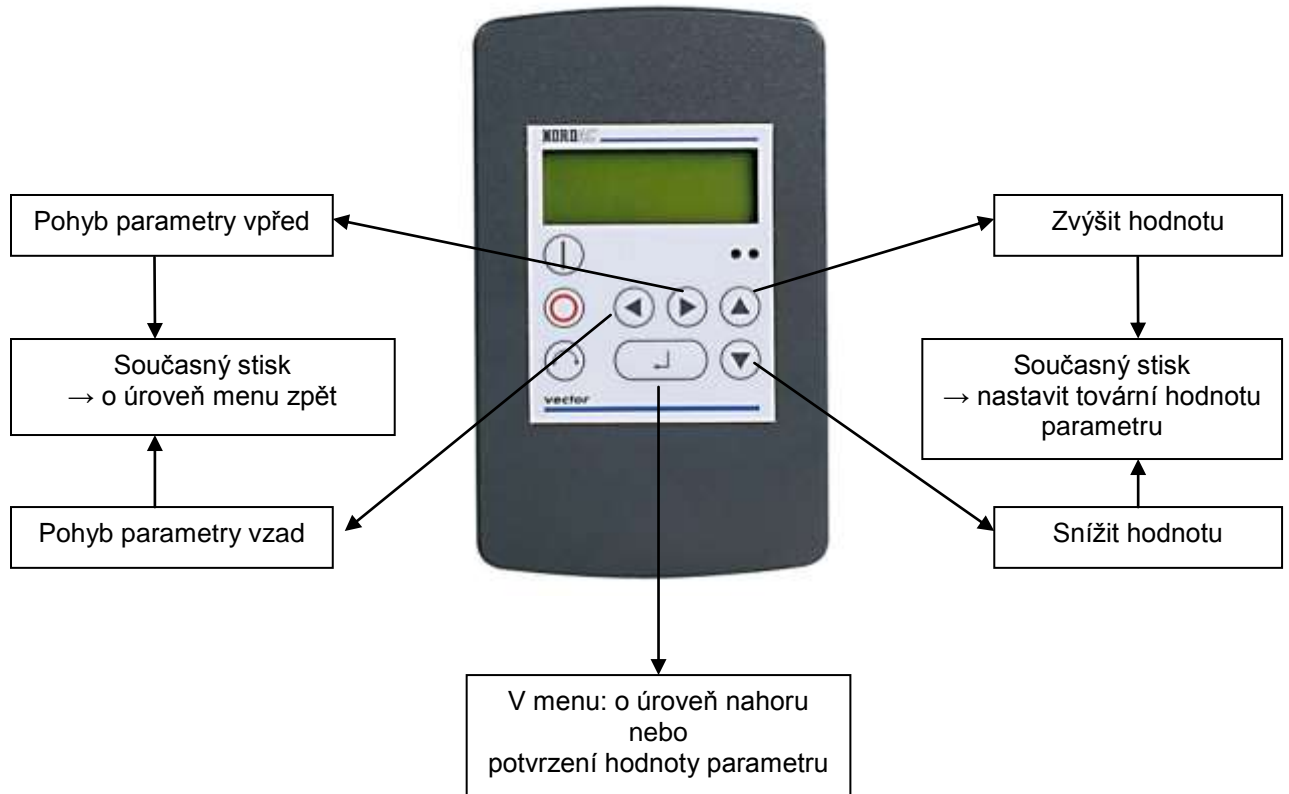 NORDAC
Pohyb parametry vpřed
Zvýšit hodnotu
Současný stisk
→ o úroveň menu zpět
Současný stisk
→ nastavit tovární hodnotu
parametru
vector
Pohyb parametry vzad
Snížit hodnotu
V menu: o úroveň nahoru
nebo
potvrzení hodnoty parametru